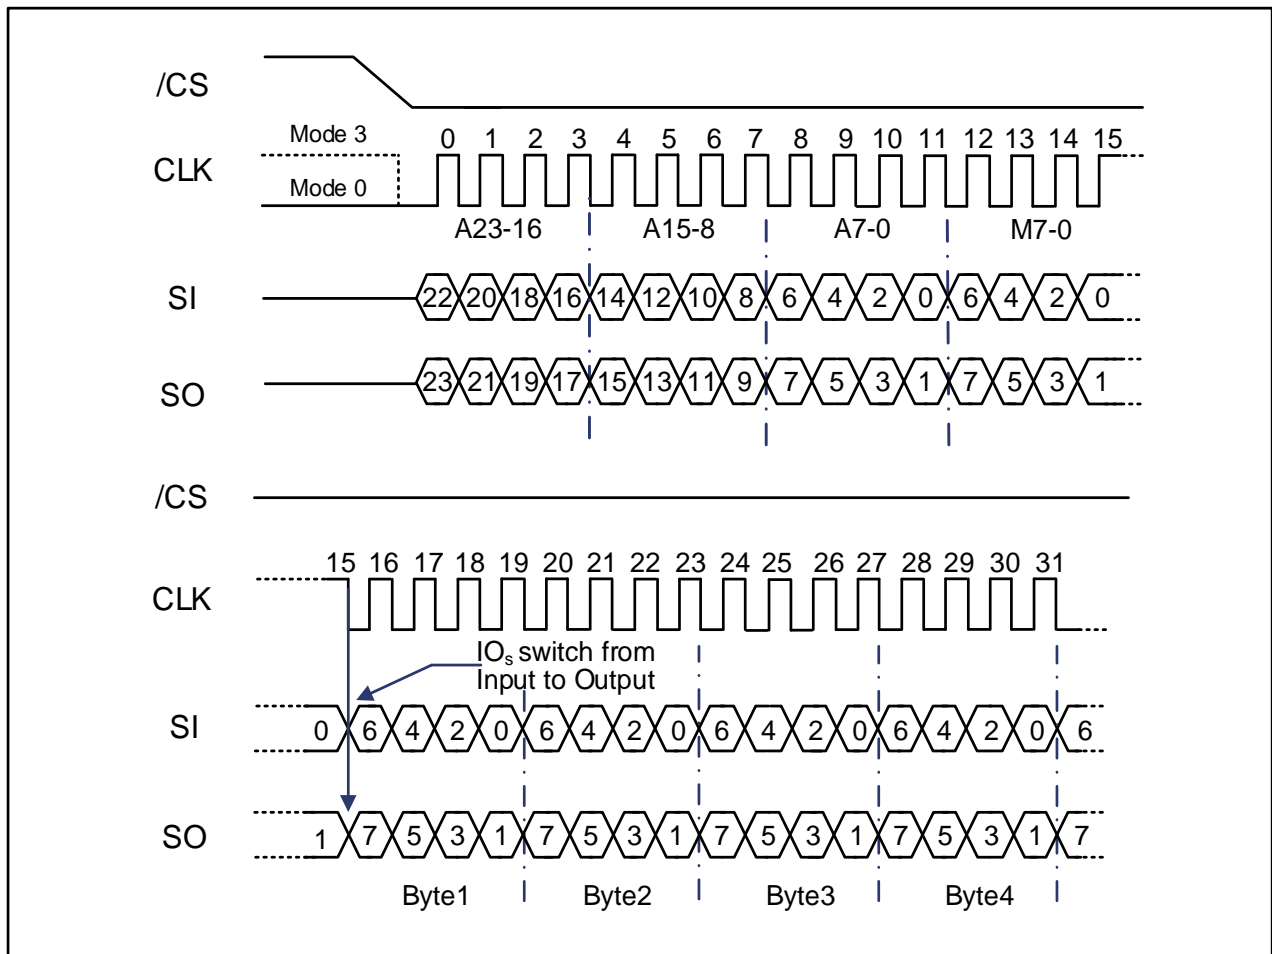 /CS
Mode 3
0 1 2 3 4 5 6 7 8 9 10 11 12 13 14 15
CLK
Mode 0
A23-16 A15-8 A7-0 M7-0
SI 22 20 18 16 14 12 10 8 6 4 2 0 6 4 2 0
SO 23 21 19 17 15 13 11 9 7 5 3 1 7 5 3 1
/CS
15 16 17 18 19 20 21 22 23 24 25 26 27 28 29 30 31
CLK
IOs switch from
Input to Output
SI 0 6 4 2 0 6 4 2 0 6 4 2 0 6 4 2 0 6
SO 1 7 5 3 1 7 5 3 1 7 5 3 1 7 5 3 1 7
Byte1 Byte2 Byte3 Byte4